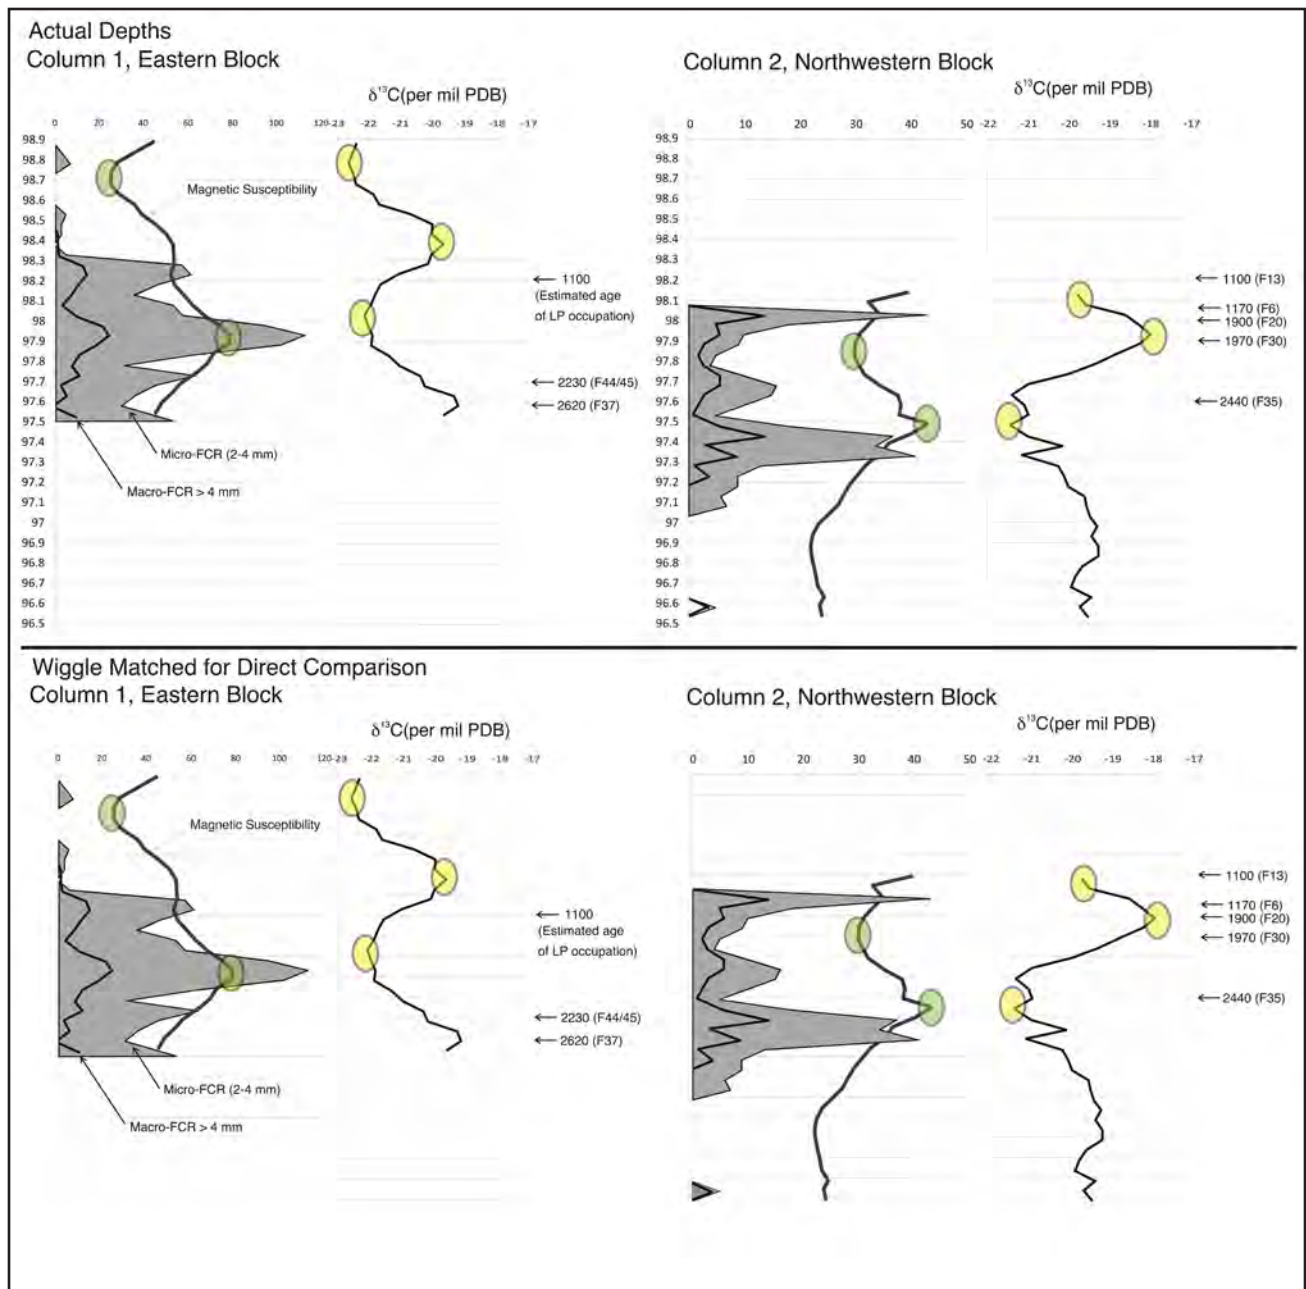 Actual Depths
Column 1, Eastern Block
Column 2, Northwestern Block
δ¹³C(per mil PDB)
δ¹³C(per mil PDB)
0 20 40 60 80 100 120 -23 -22 -21 -20 -19 -18 -17
0 10 20 30 40 50 -22 -21 -20 -19 -18 -17
98.9
98.8
98.7
98.6
98.5
98.4
98.3
98.2
98.1
98
97.9
97.8
97.7
97.6
97.5
97.4
97.3
97.2
97.1
97
96.9
96.8
96.7
96.6
96.5
Magnetic Susceptibility
1100
(Estimated age
of LP occupation)
2230 (F44/45)
2620 (F37)
Micro-FCR (2-4 mm)
Macro-FCR > 4 mm
98.9
98.8
98.7
98.6
98.5
98.4
98.3
98.2
98.1
98
97.9
97.8
97.7
97.6
97.5
97.4
97.3
97.2
97.1
97
96.9
96.8
96.7
96.6
96.5
1100 (F13)
1170 (F6)
1900 (F20)
1970 (F30)
2440 (F35)
Wiggle Matched for Direct Comparison
Column 1, Eastern Block
Column 2, Northwestern Block
δ¹³C(per mil PDB)
δ¹³C(per mil PDB)
0 20 40 60 80 100 120 -23 -22 -21 -20 -19 -18 -17
0 10 20 30 40 50 -22 -21 -20 -19 -18 -17
Magnetic Susceptibility
1100
(Estimated age
of LP occupation)
2230 (F44/45)
2620 (F37)
Micro-FCR (2-4 mm)
Macro-FCR > 4 mm
1100 (F13)
1170 (F6)
1900 (F20)
1970 (F30)
2440 (F35)